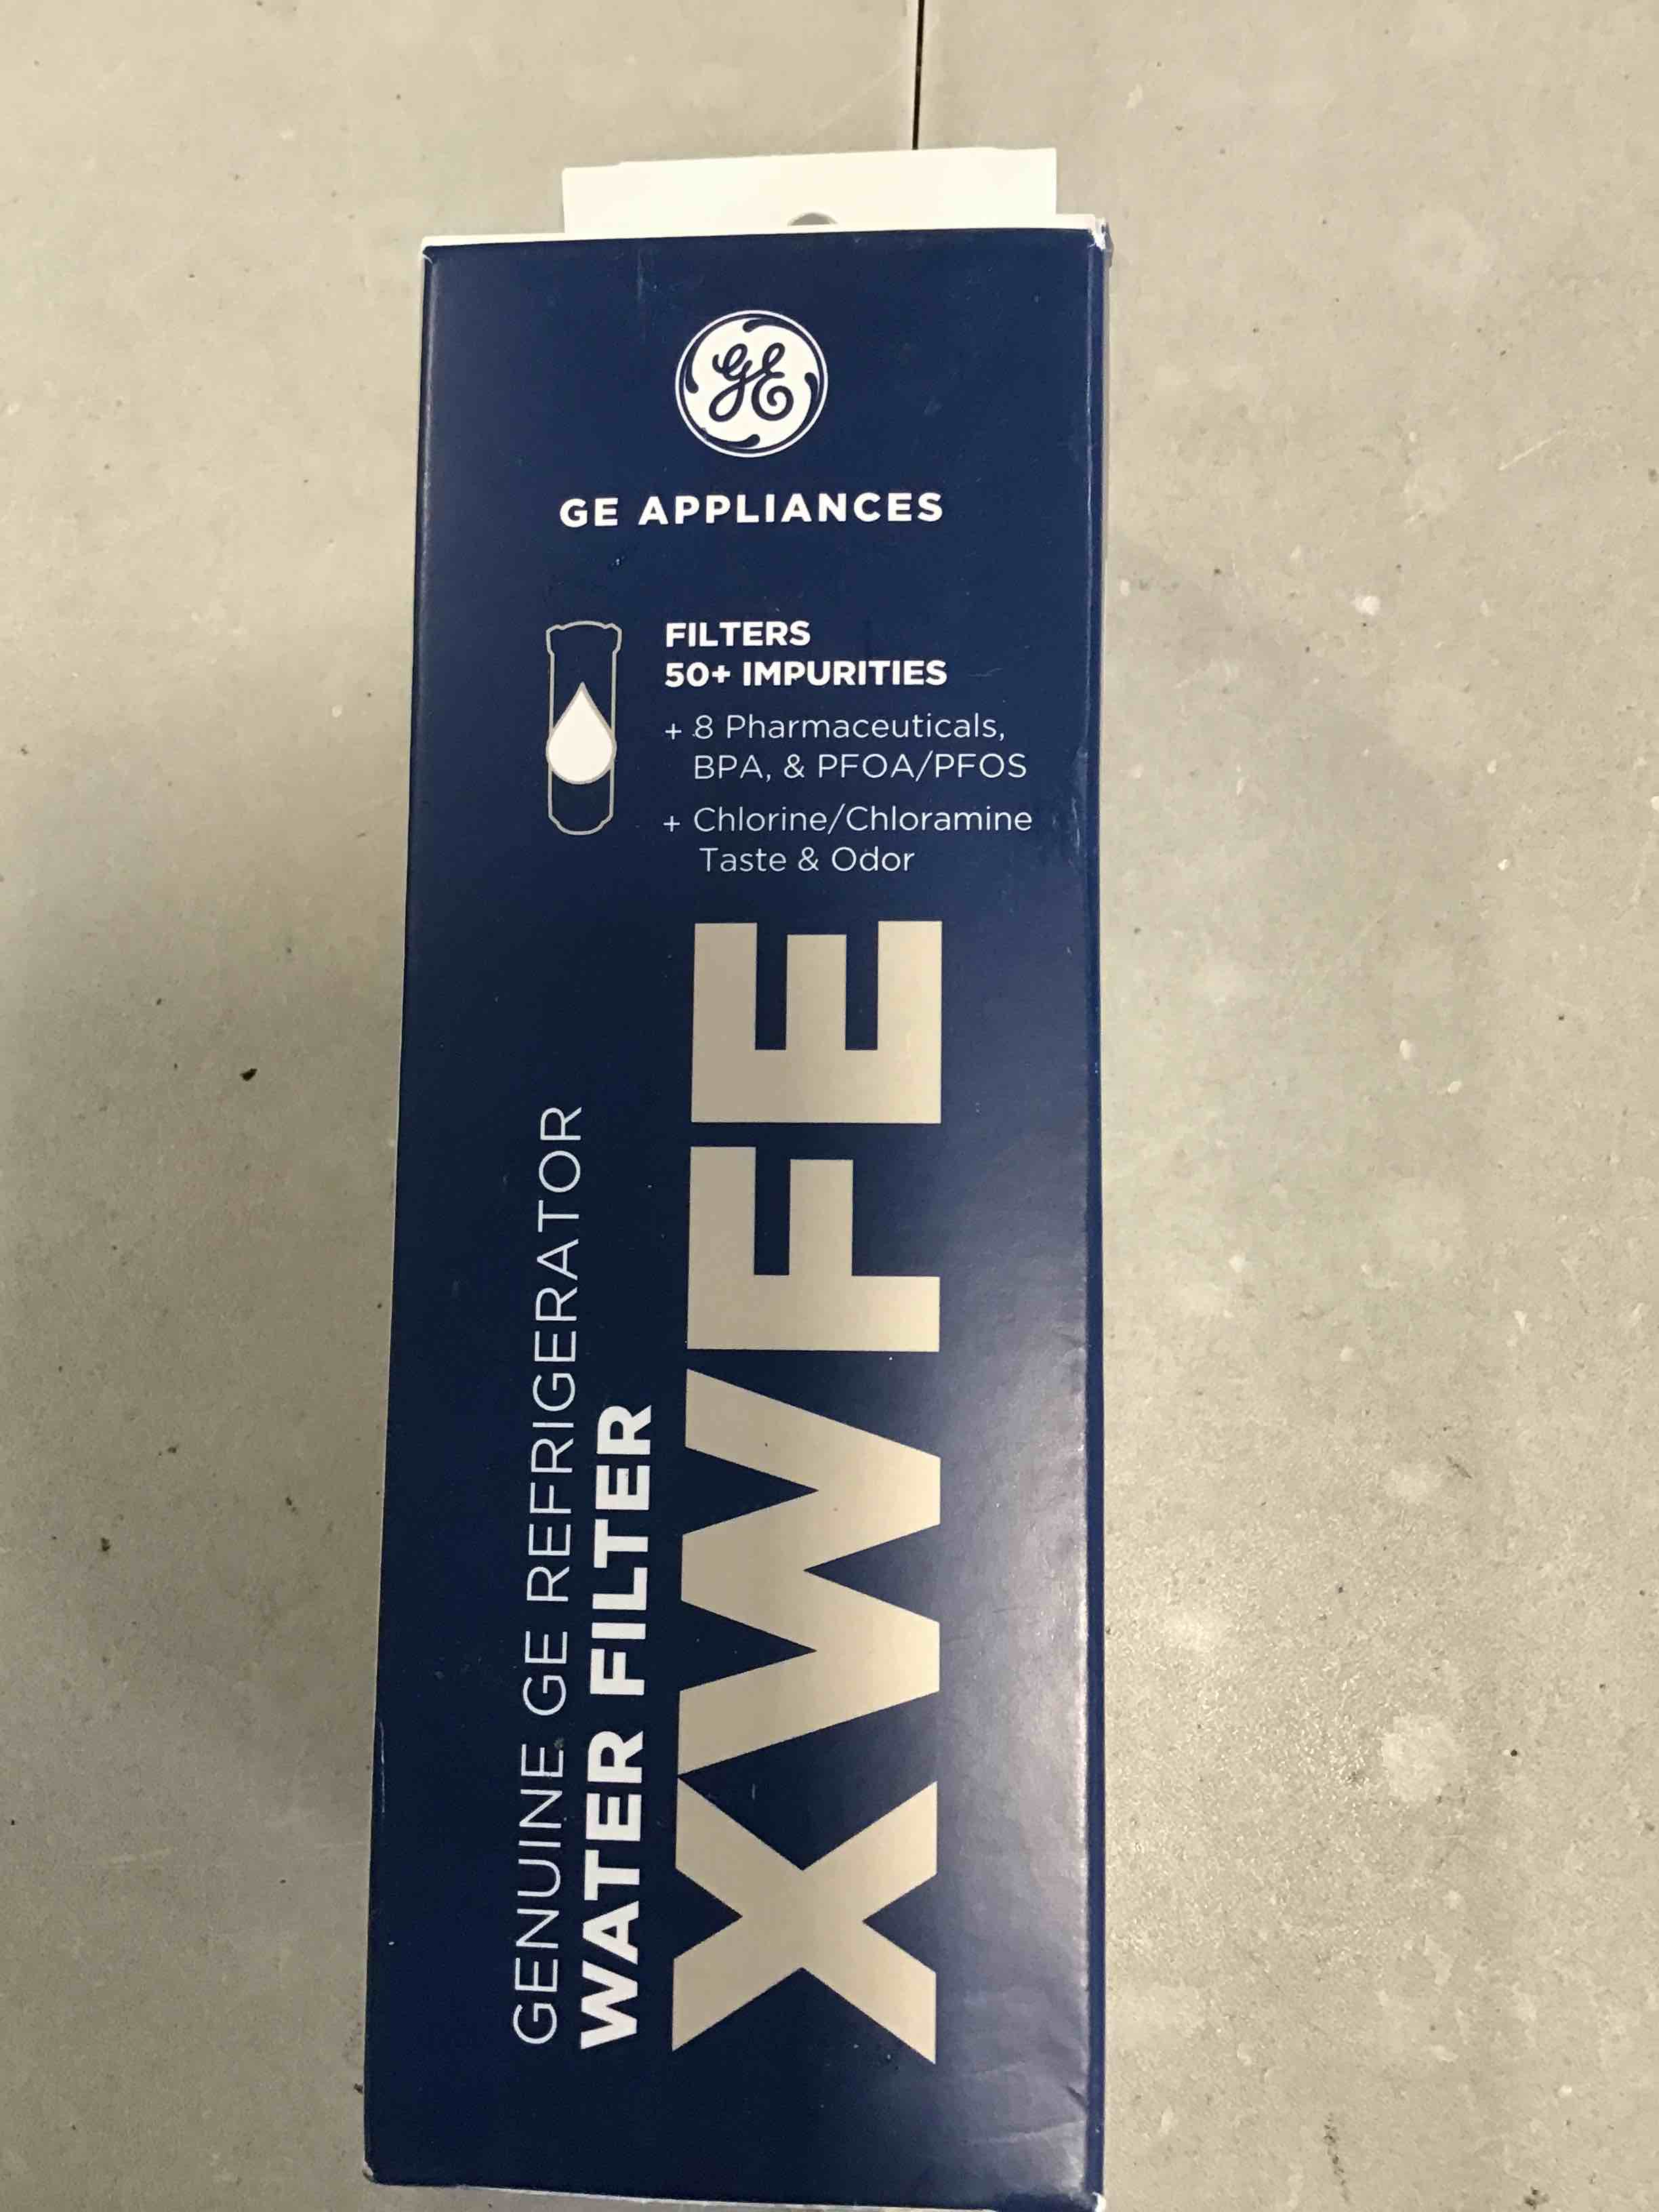 GE
GE APPLIANCES
FILTERS
50+ IMPURITIES
+ 8 Pharmaceuticals,
BPA, & PFOA/PFOS
+ Chlorine/Chloramine
Taste & Odor
GENUINE GE REFRIGERATOR
WATER FILTER
XWFE